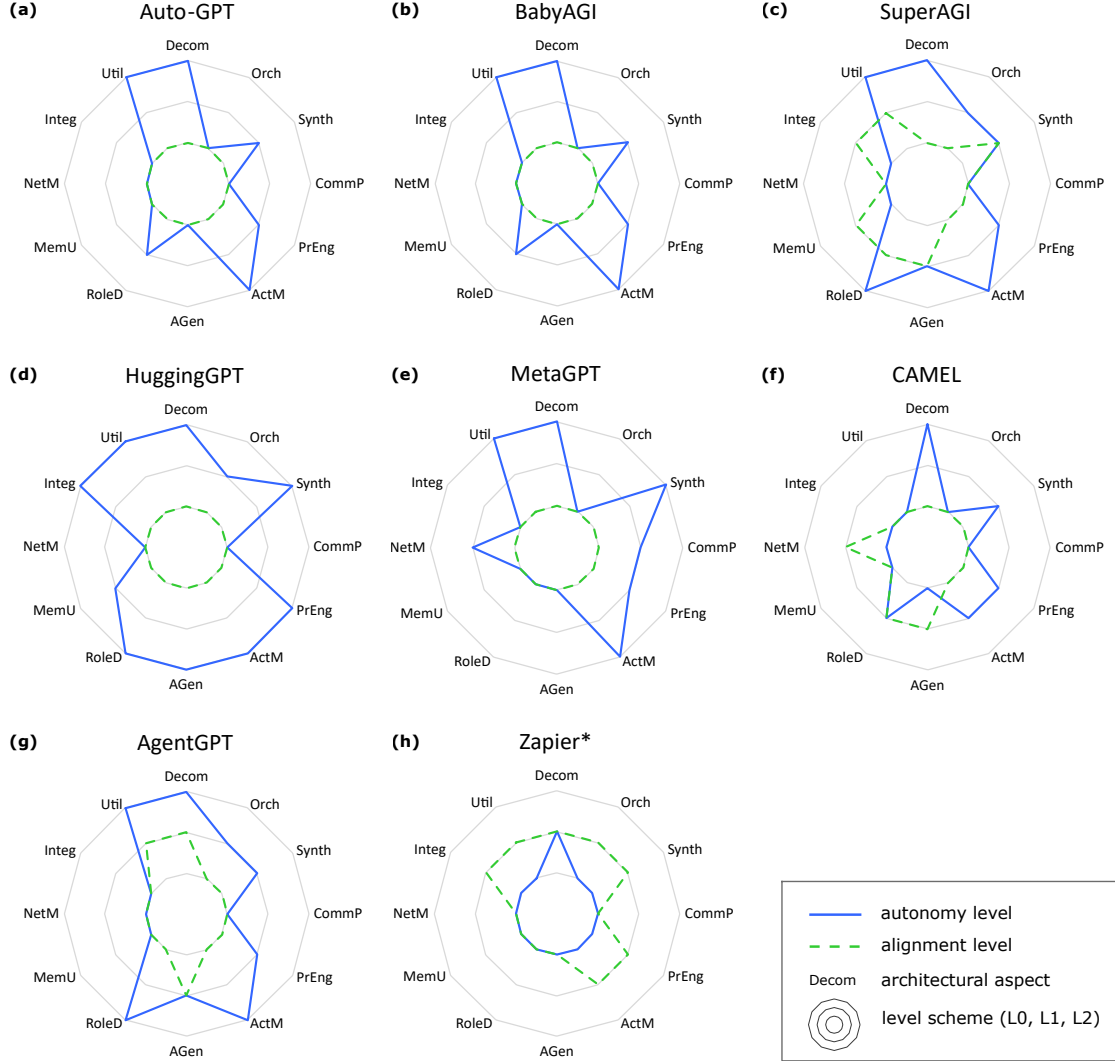 (a)
Auto-GPT
Decom
Orch
Synth
CommP
PrEng
ActM
AGen
RoleD
MemU
NetM
Integ
Util
(b)
BabyAGI
Decom
Orch
Synth
CommP
PrEng
ActM
AGen
RoleD
MemU
NetM
Integ
Util
(c)
SuperAGI
Decom
Orch
Synth
CommP
PrEng
ActM
AGen
RoleD
MemU
NetM
Integ
Util
(d)
HuggingGPT
Decom
Orch
Synth
CommP
PrEng
ActM
AGen
RoleD
MemU
NetM
Integ
Util
(e)
MetaGPT
Decom
Orch
Synth
CommP
PrEng
ActM
AGen
RoleD
MemU
NetM
Integ
Util
(f)
CAMEL
Decom
Orch
Synth
CommP
PrEng
ActM
AGen
RoleD
MemU
NetM
Integ
Util
(g)
AgentGPT
Decom
Orch
Synth
CommP
PrEng
ActM
AGen
RoleD
MemU
NetM
Integ
Util
(h)
Zapier*
Decom
Orch
Synth
CommP
PrEng
ActM
AGen
RoleD
MemU
NetM
Integ
Util
autonomy level
alignment level
Decom architectural aspect
level scheme (L0, L1, L2)